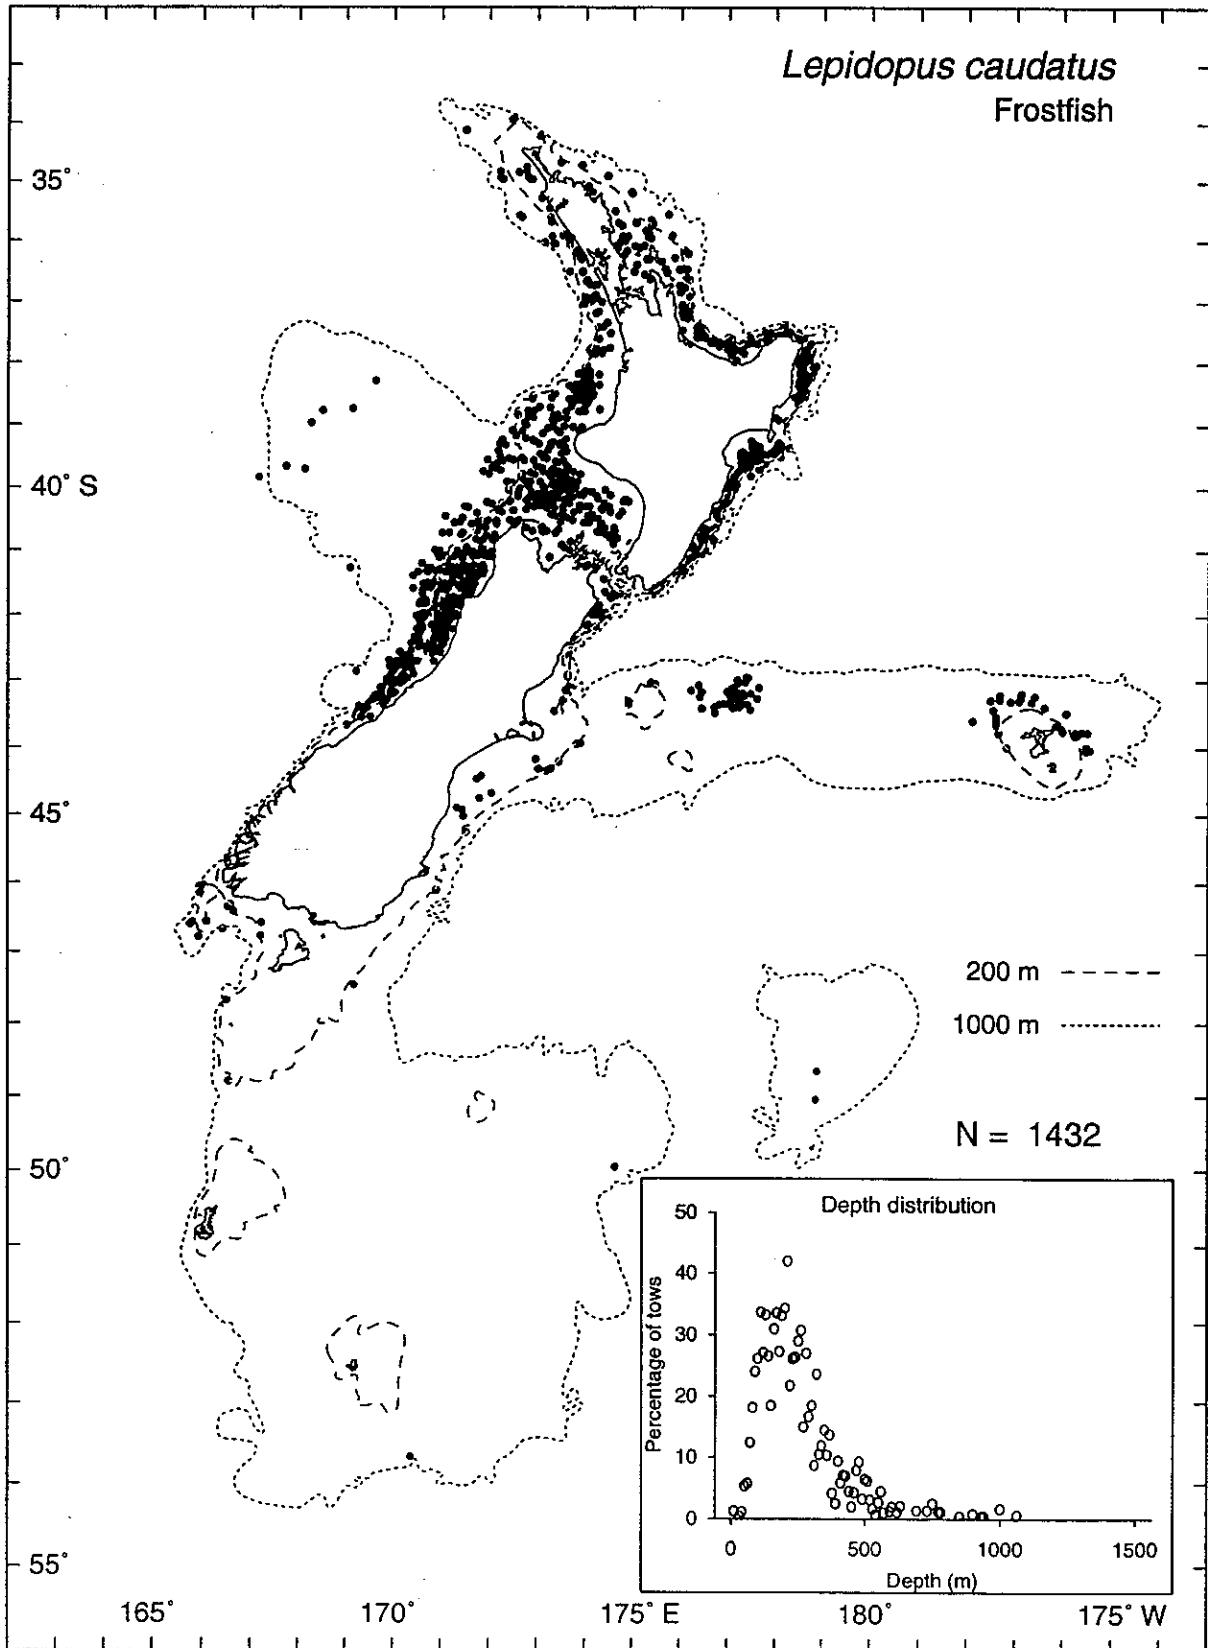 Lepidopus caudatus
Frostfish
35°
40° S
45°
200 m
1000 m
N = 1432
50°
Depth distribution
50
40
30
20
10
0
Percentage of tows
0 500 1000 1500
Depth (m)
55°
165° 170° 175° E 180° 175° W